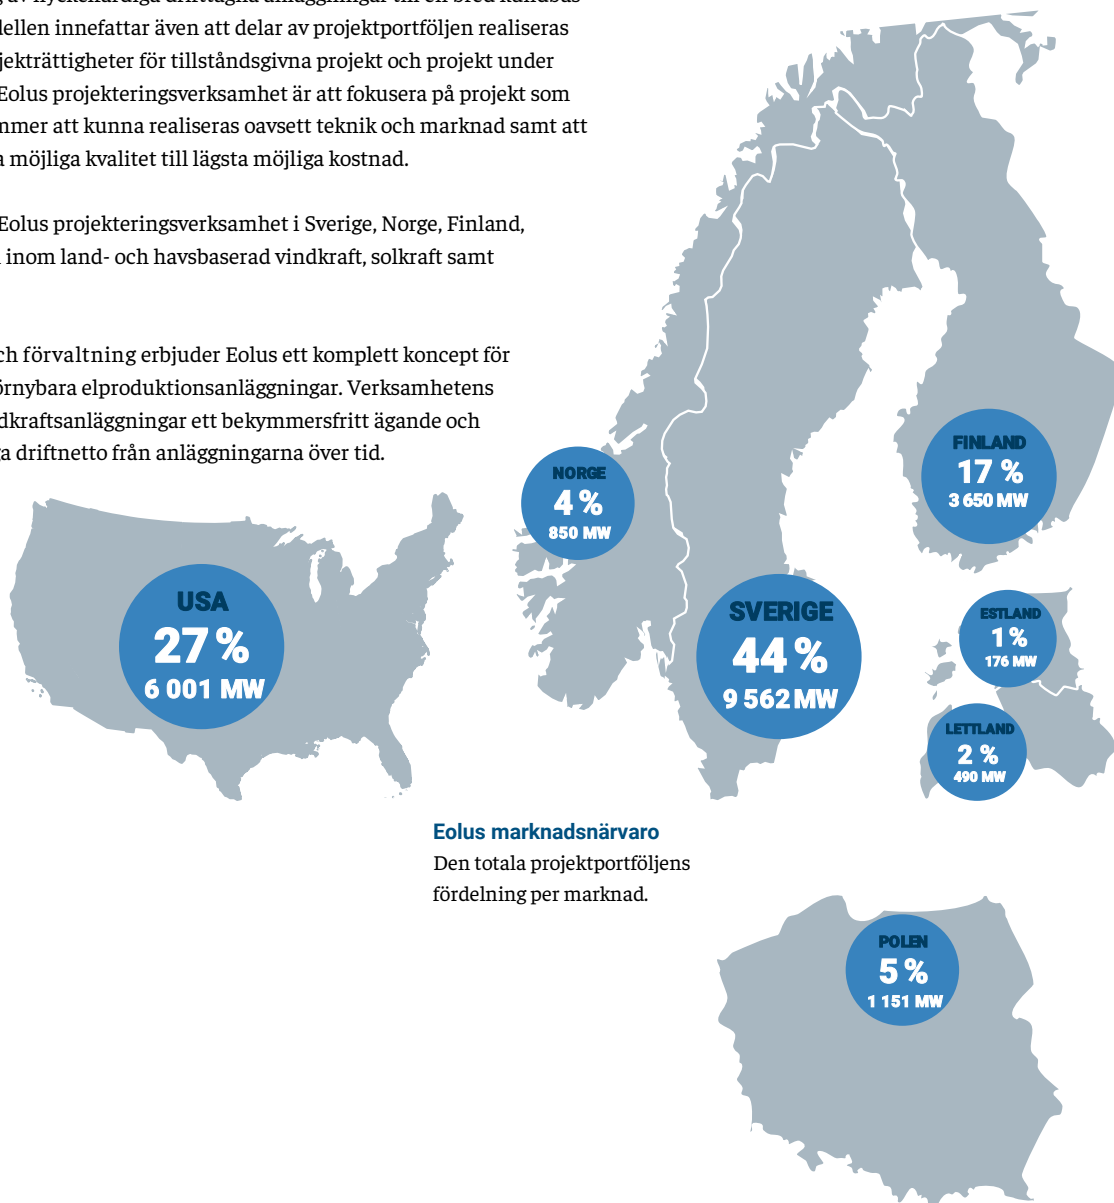 dellen innefattar även att delar av projektportföljen realiseras
jekträttigheter för tillståndsgivna projekt och projekt under
Eolus projekteringsverksamhet är att fokusera på projekt som
mmer att kunna realiseras oavsett teknik och marknad samt att
a möjliga kvalitet till lägsta möjliga kostnad.
Eolus projekteringsverksamhet i Sverige, Norge, Finland,
inom land- och havsbaserad vindkraft, solkraft samt
ch förvaltning erbjuder Eolus ett komplett koncept för
örnybara elproduktionsanläggningar. Verksamhetens
dkraftsanläggningar ett bekymmersfritt ägande och
ga driftnetto från anläggningarna över tid.
FINLAND
17 %
3 650 MW
NORGE
4 %
850 MW
USA
27 %
6 001 MW
SVERIGE
44 %
9 562 MW
ESTLAND
1 %
176 MW
LETTLAND
2 %
490 MW
Eolus marknadsnärvaro
Den totala projektportföljens
fördelning per marknad.
POLEN
5 %
1 151 MW